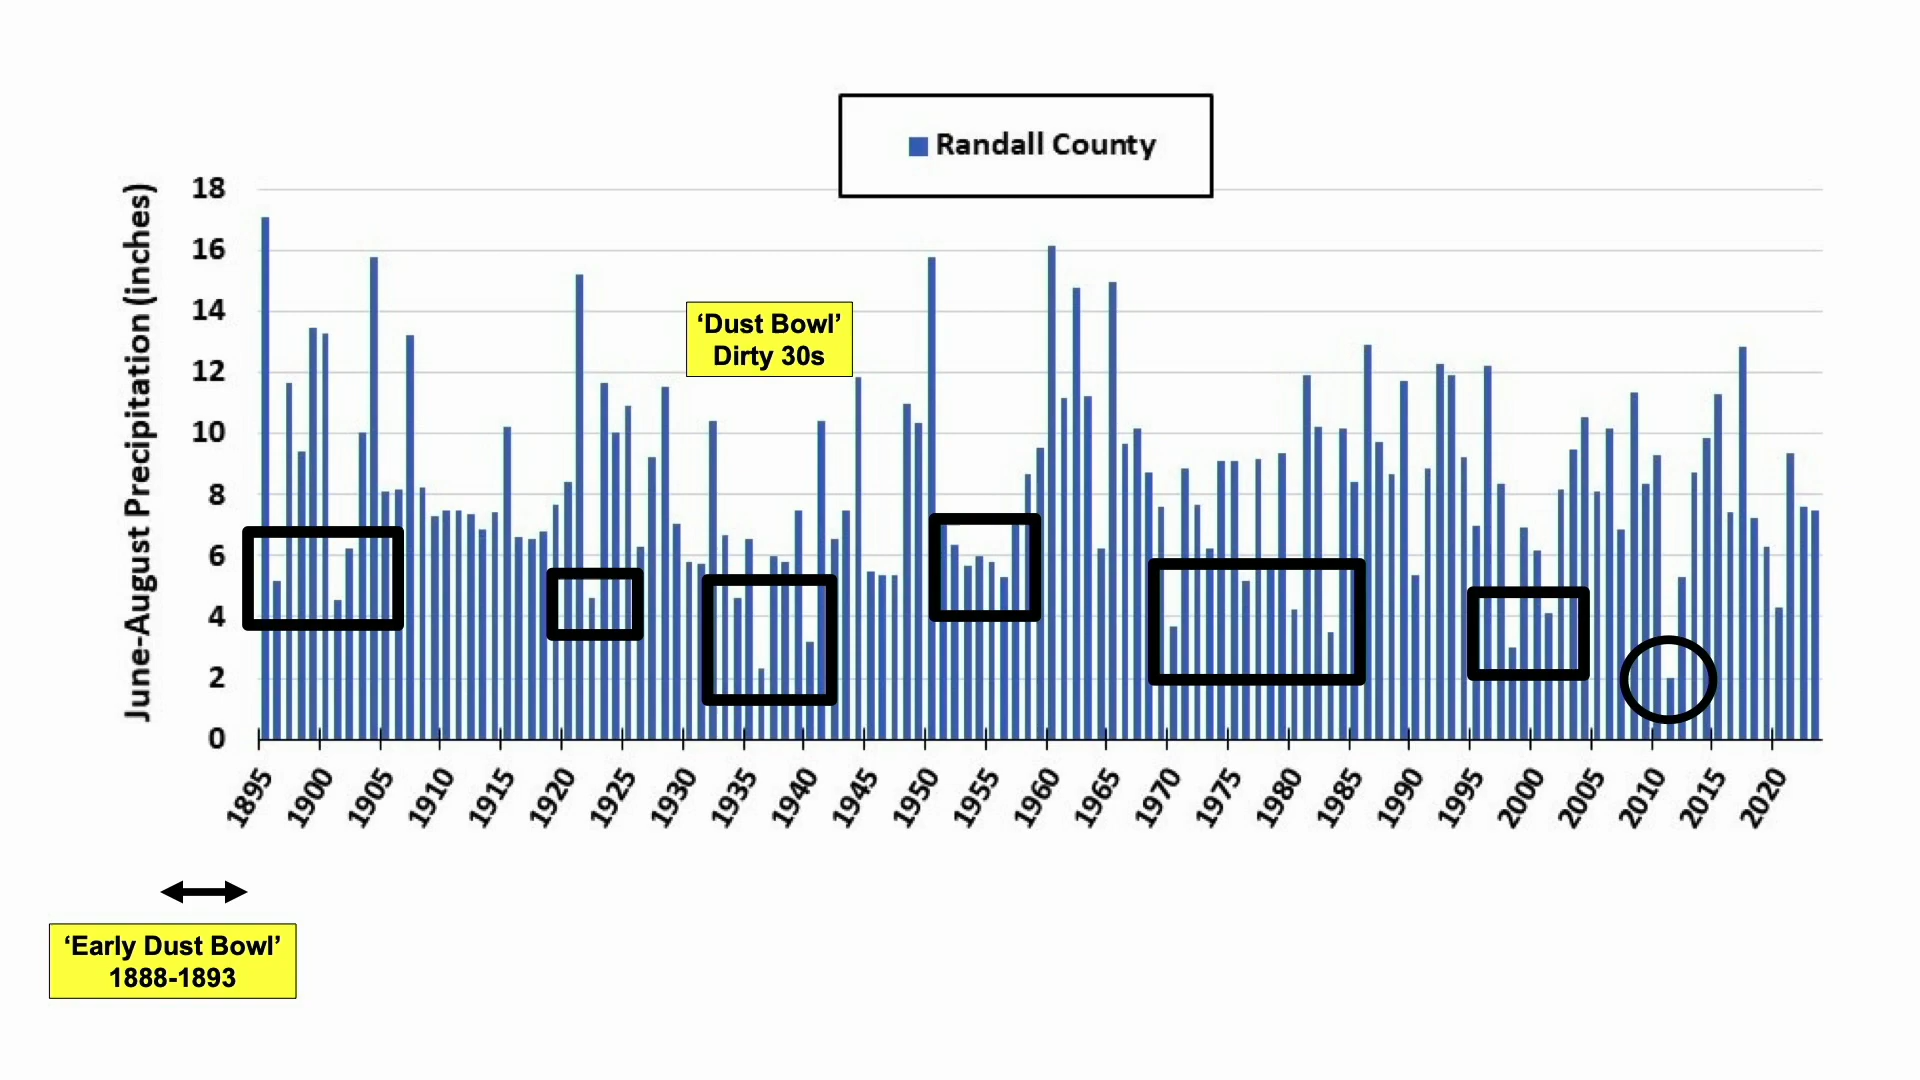 Randall County
June-August Precipitation (inches)
18
16
14
12
10
8
6
4
2
0
‘Dust Bowl’
Dirty 30s
1895 1900 1905 1910 1915 1920 1925 1930 1935 1940 1945 1950 1955 1960 1965 1970 1975 1980 1985 1990 1995 2000 2005 2010 2015 2020
‘Early Dust Bowl’
1888-1893